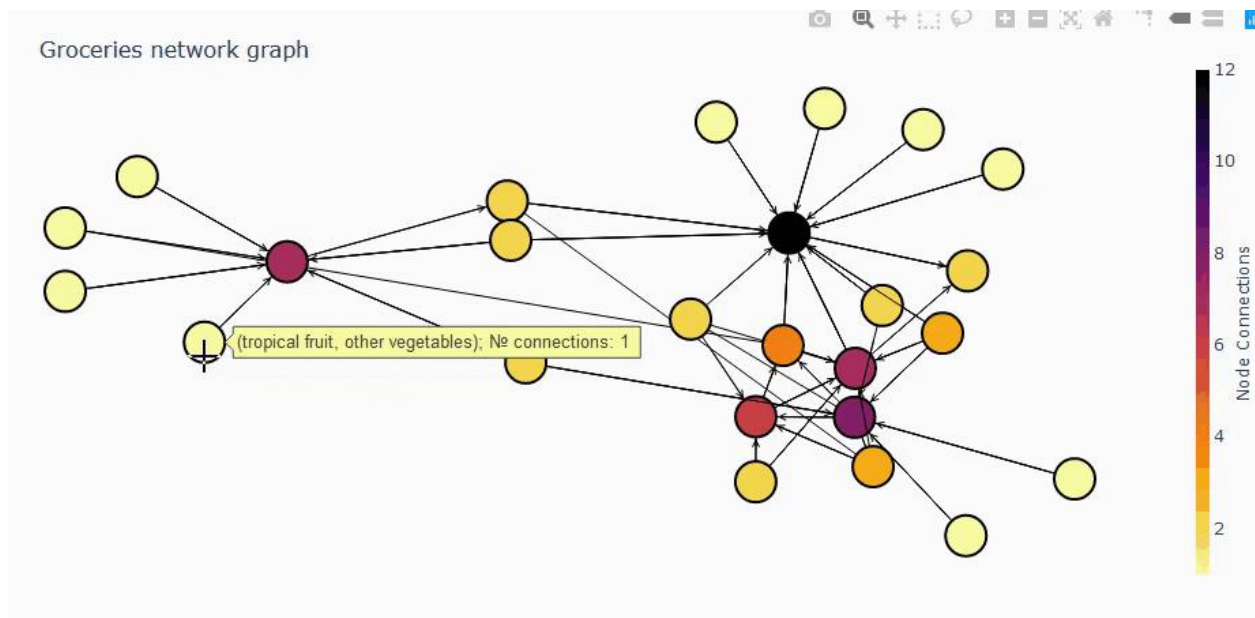 Groceries network graph
(tropical fruit, other vegetables); № connections: 1
12
10
8
6
4
2
Node Connections